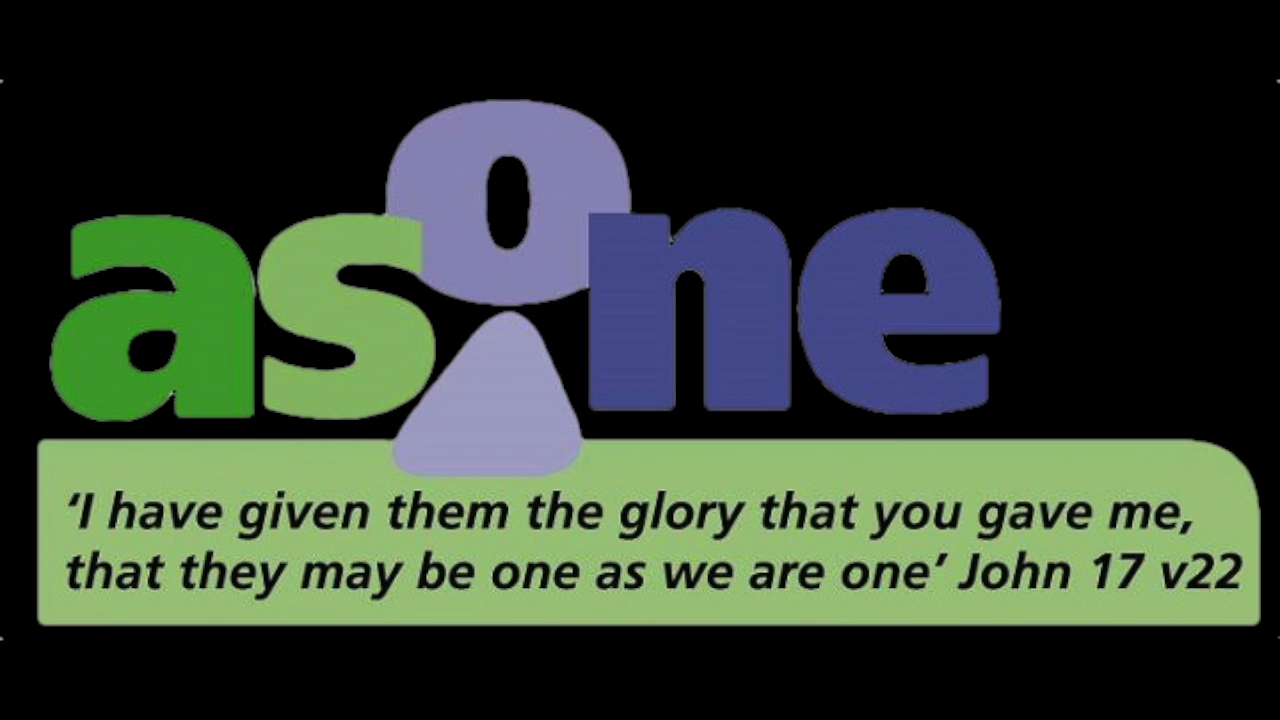 asone
‘I have given them the glory that you gave me,
that they may be one as we are one’ John 17 v22